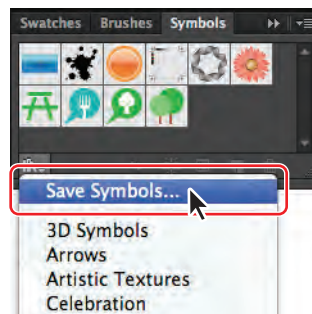 Swatches Brushes Symbols
Save Symbols...
3D Symbols
Arrows
Artistic Textures
Celebration